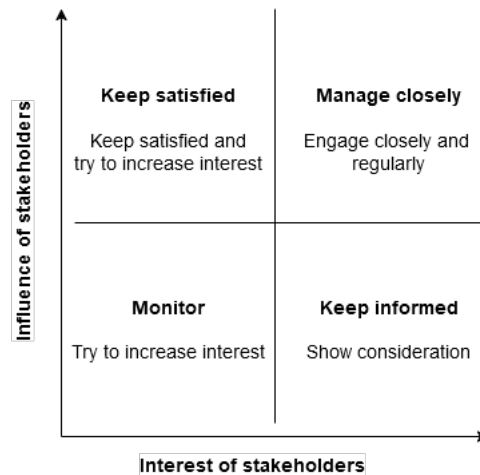 Influence of stakeholders
Keep satisfied
Keep satisfied and
try to increase interest
Manage closely
Engage closely and
regularly
Monitor
Try to increase interest
Keep informed
Show consideration
Interest of stakeholders